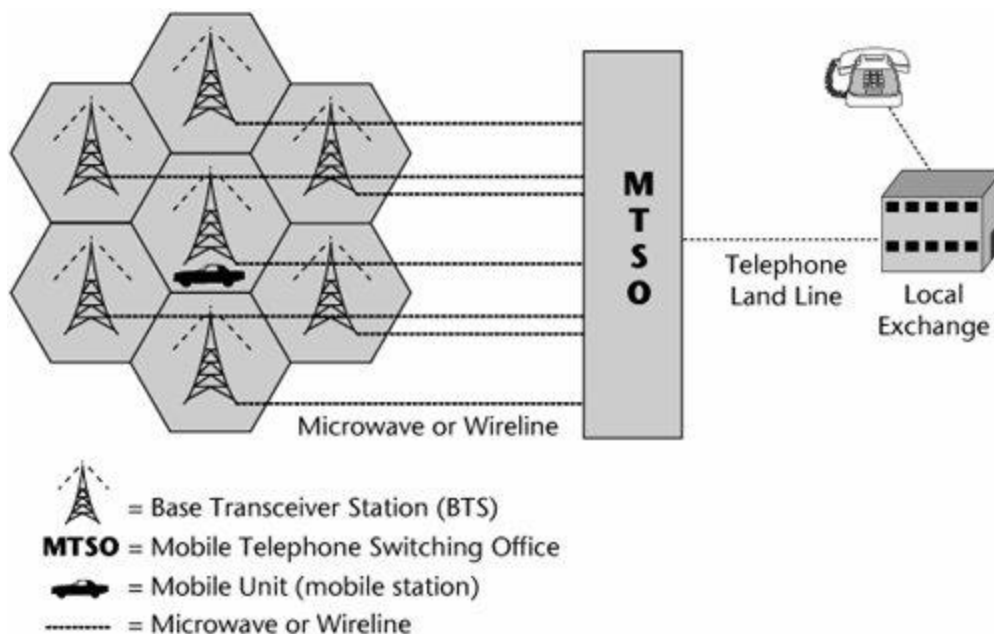 M
T
S
O
Telephone
Land Line
Local
Exchange
Microwave or Wireline
= Base Transceiver Station (BTS)
MTSO = Mobile Telephone Switching Office
= Mobile Unit (mobile station)
= Microwave or Wireline